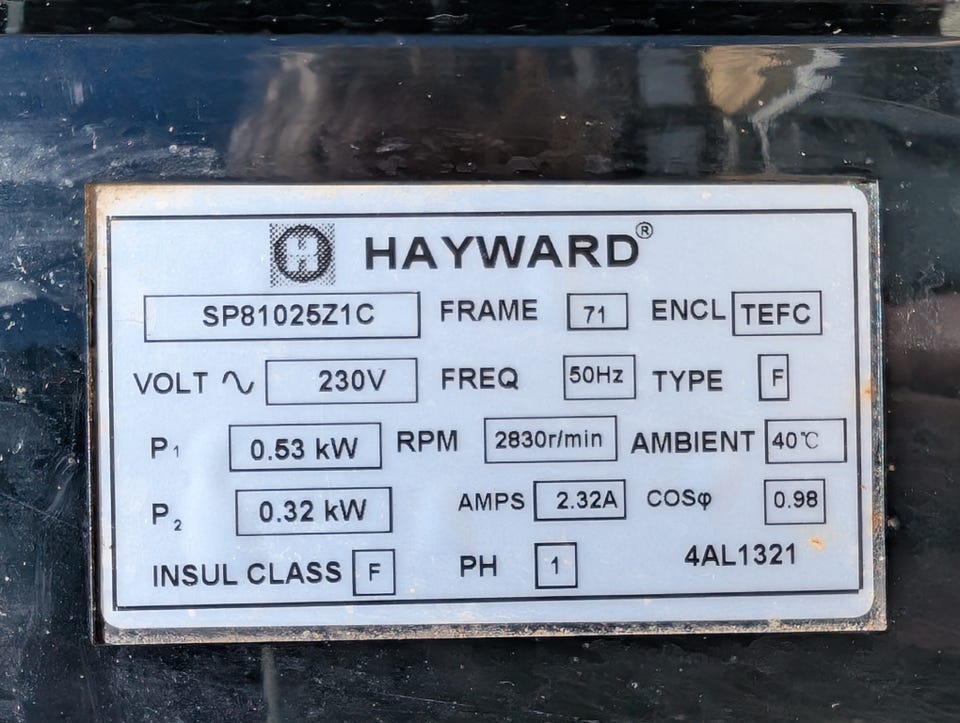 H HAYWARD®
SP81025Z1C FRAME 71 ENCL TEFC
VOLT ∿ 230V FREQ 50Hz TYPE F
P1 0.53 kW RPM 2830r/min AMBIENT 40℃
P2 0.32 kW AMPS 2.32A COSφ 0.98
INSUL CLASS F PH 1 4AL1321